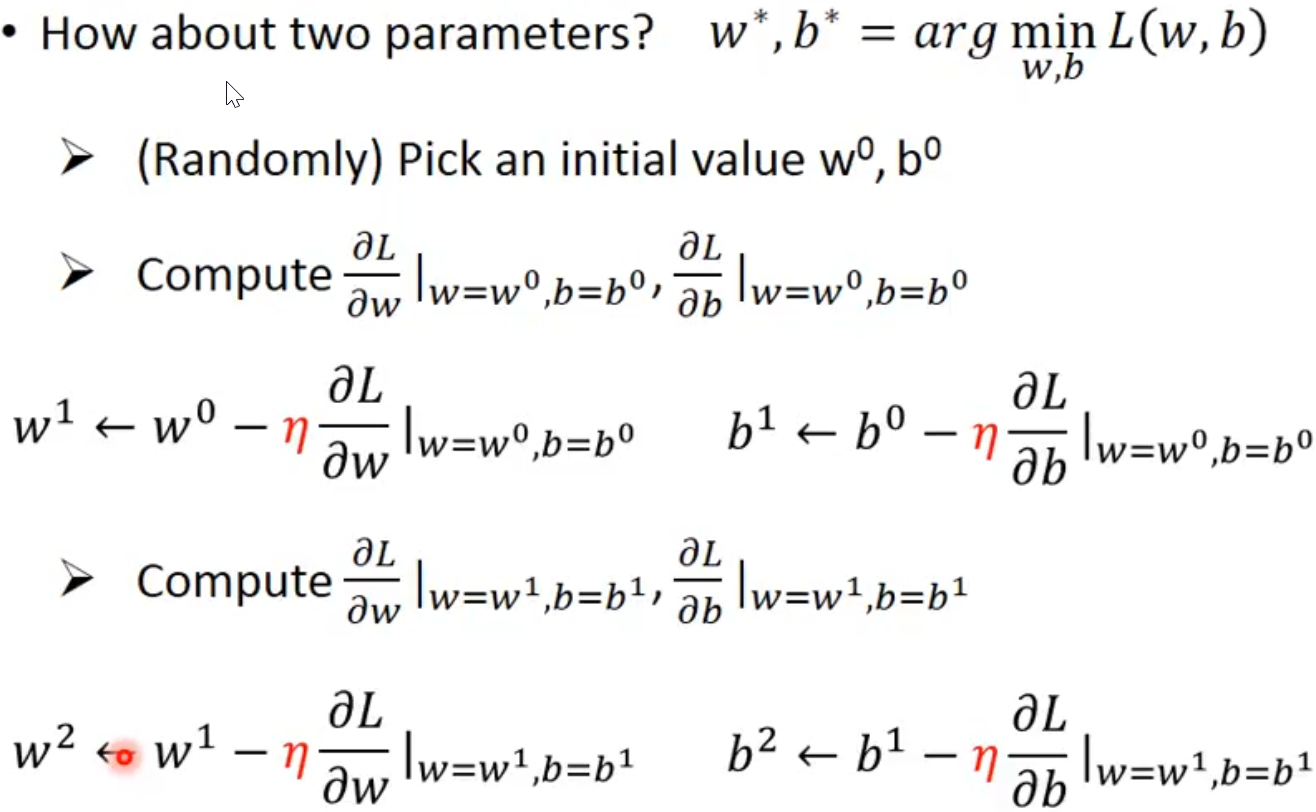 • How about two parameters? w*, b* = arg min_{w,b} L(w, b)
➢ (Randomly) Pick an initial value w⁰, b⁰
➢ Compute ∂L/∂w |w=w⁰,b=b⁰, ∂L/∂b |w=w⁰,b=b⁰
w¹ ← w⁰ − η ∂L/∂w |w=w⁰,b=b⁰ b¹ ← b⁰ − η ∂L/∂b |w=w⁰,b=b⁰
➢ Compute ∂L/∂w |w=w¹,b=b¹, ∂L/∂b |w=w¹,b=b¹
w² ← w¹ − η ∂L/∂w |w=w¹,b=b¹ b² ← b¹ − η ∂L/∂b |w=w¹,b=b¹